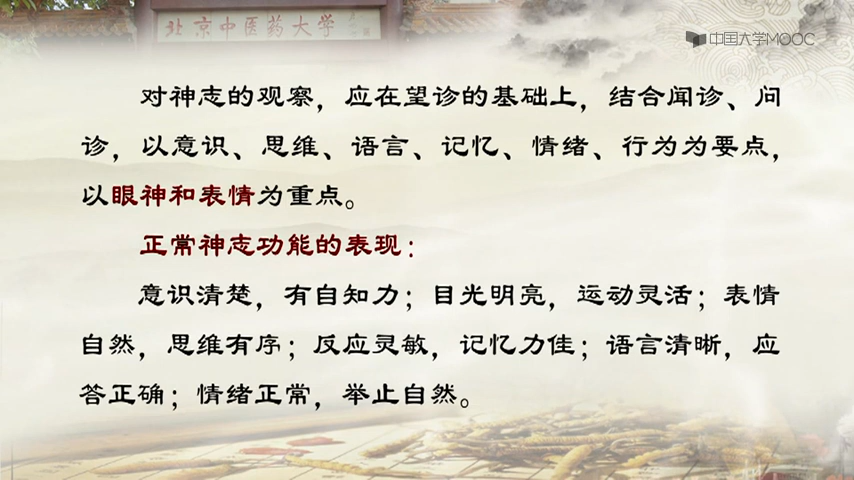 北京中医药大学
中国大学MOOC
对神志的观察，应在望诊的基础上，结合闻诊、问
诊，以意识、思维、语言、记忆、情绪、行为为要点，
以眼神和表情为重点。
正常神志功能的表现：
意识清楚，有自知力；目光明亮，运动灵活；表情
自然，思维有序；反应灵敏，记忆力佳；语言清晰，应
答正确；情绪正常，举止自然。